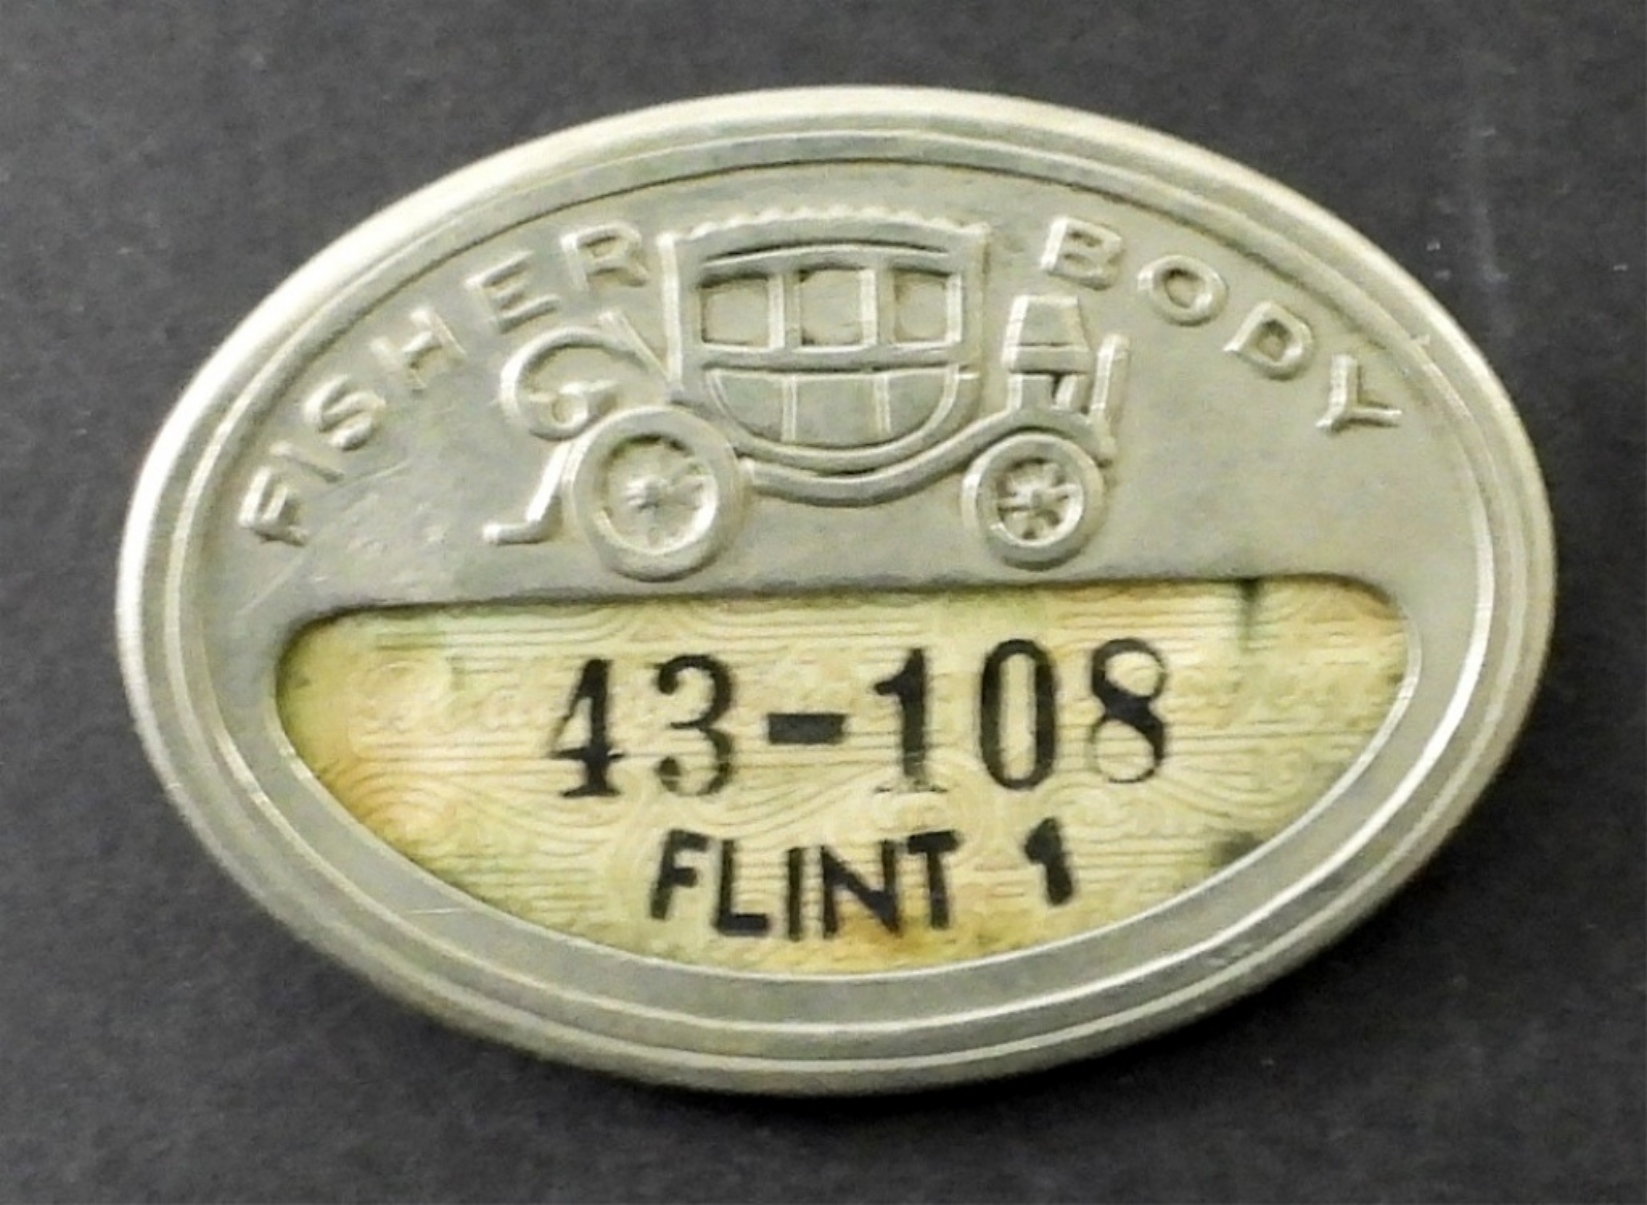 FISHER BODY
43-108
FLINT 1